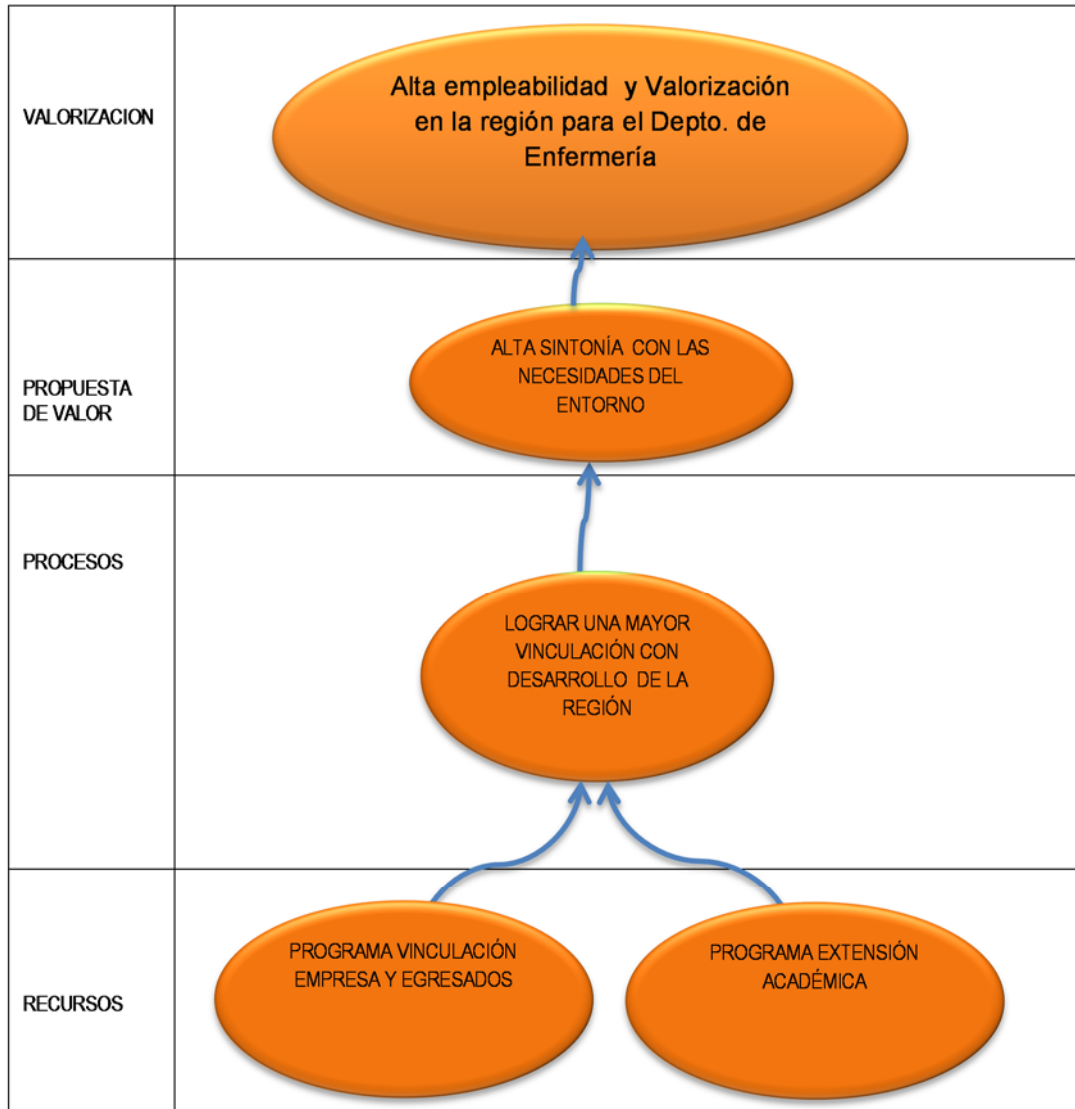 VALORIZACION
Alta empleabilidad y Valorización
en la región para el Depto. de
Enfermería
PROPUESTA
DE VALOR
ALTA SINTONÍA CON LAS
NECESIDADES DEL
ENTORNO
PROCESOS
LOGRAR UNA MAYOR
VINCULACIÓN CON
DESARROLLO DE LA
REGIÓN
RECURSOS
PROGRAMA VINCULACIÓN
EMPRESA Y EGRESADOS
PROGRAMA EXTENSIÓN
ACADÉMICA